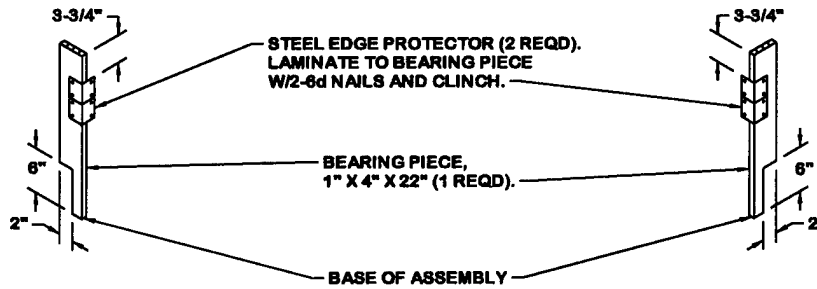 3-3/4"
3-3/4"
STEEL EDGE PROTECTOR (2 REQD).
LAMINATE TO BEARING PIECE
W/2-6d NAILS AND CLINCH.
BEARING PIECE,
1" X 4" X 22" (1 REQD).
6"
6"
2"
2
BASE OF ASSEMBLY